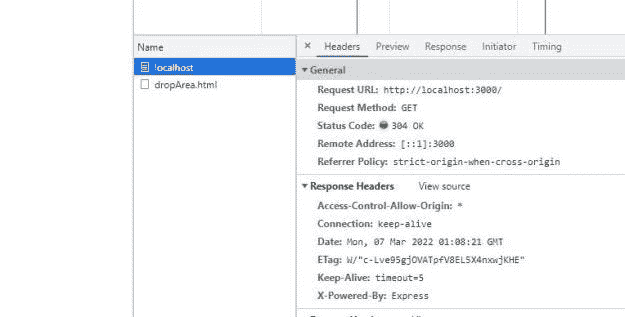 Name
× Headers Preview Response Initiator Timing
localhost
dropArea.html
▼ General
Request URL: http://localhost:3000/
Request Method: GET
Status Code: 304 OK
Remote Address: [::1]:3000
Referrer Policy: strict-origin-when-cross-origin
▼ Response Headers View source
Access-Control-Allow-Origin: *
Connection: keep-alive
Date: Mon, 07 Mar 2022 01:08:21 GMT
ETag: W/"c-Lve95gjOVATpfV8EL5X4nxwjKHE"
Keep-Alive: timeout=5
X-Powered-By: Express